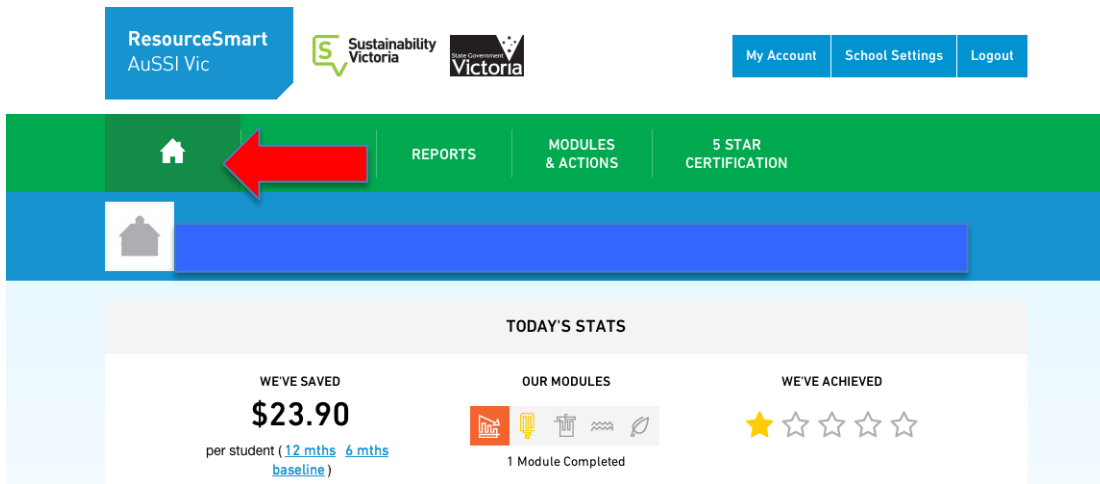 ResourceSmart
AuSSI Vic
Sustainability
Victoria
State Government
Victoria
My Account
School Settings
Logout
REPORTS
MODULES
& ACTIONS
5 STAR
CERTIFICATION
TODAY'S STATS
WE'VE SAVED
$23.90
per student ( 12 mths 6 mths
baseline )
OUR MODULES
1 Module Completed
WE'VE ACHIEVED